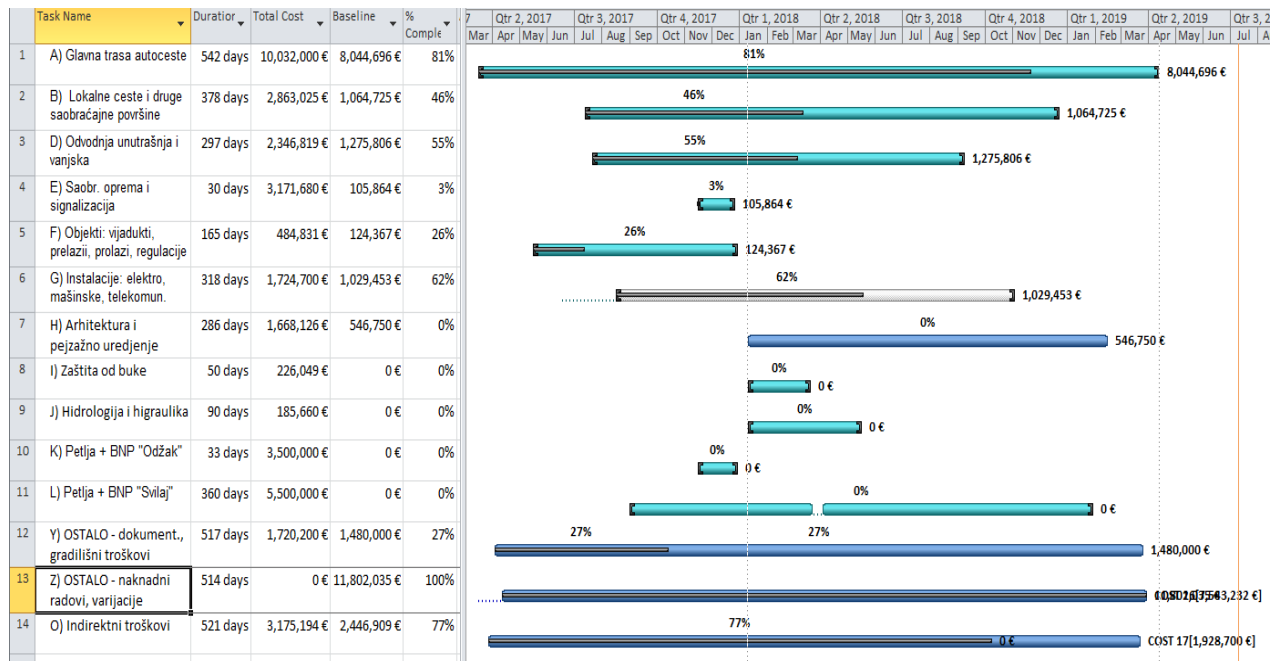 Task Name Duration Total Cost Baseline % Comple
7 Qtr 2, 2017 Qtr 3, 2017 Qtr 4, 2017 Qtr 1, 2018 Qtr 2, 2018 Qtr 3, 2018 Qtr 4, 2018 Qtr 1, 2019 Qtr 2, 2019 Qtr 3, 2
Mar Apr May Jun Jul Aug Sep Oct Nov Dec Jan Feb Mar Apr May Jun Jul Aug Sep Oct Nov Dec Jan Feb Mar Apr May Jun Jul A
1 A) Glavna trasa autoceste 542 days 10,032,000 € 8,044,696 € 81%
81%
8,044,696 €
2 B) Lokalne ceste i druge
saobraćajne površine
378 days 2,863,025 € 1,064,725 € 46%
46%
1,064,725 €
3 D) Odvodnja unutrašnja i
vanjska
297 days 2,346,819 € 1,275,806 € 55%
55%
1,275,806 €
4 E) Saobr. oprema i
signalizacija
30 days 3,171,680 € 105,864 € 3%
3%
105,864 €
5 F) Objekti: vijadukti,
prelazii, prolazi, regulacije
165 days 484,831 € 124,367 € 26%
26%
124,367 €
6 G) Instalacije: elektro,
mašinske, telekomun.
318 days 1,724,700 € 1,029,453 € 62%
62%
1,029,453 €
7 H) Arhitektura i
pejzažno uredjenje
286 days 1,668,126 € 546,750 € 0%
0%
546,750 €
8 I) Zaštita od buke 50 days 226,049 € 0 € 0%
0%
0 €
9 J) Hidrologija i higraulika 90 days 185,660 € 0 € 0%
0%
0 €
10 K) Petlja + BNP "Odžak" 33 days 3,500,000 € 0 € 0%
0%
0 €
11 L) Petlja + BNP "Svilaj" 360 days 5,500,000 € 0 € 0%
0%
0 €
12 Y) OSTALO - dokument.,
gradilišni troškovi
517 days 1,720,200 € 1,480,000 € 27%
27% 27%
1,480,000 €
13 Z) OSTALO - naknadni
radovi, varijacije
514 days 0 € 11,802,035 € 100%
14 O) Indirektni troškovi 521 days 3,175,194 € 2,446,909 € 77%
77%
0 € COST 17[1,928,700 €]